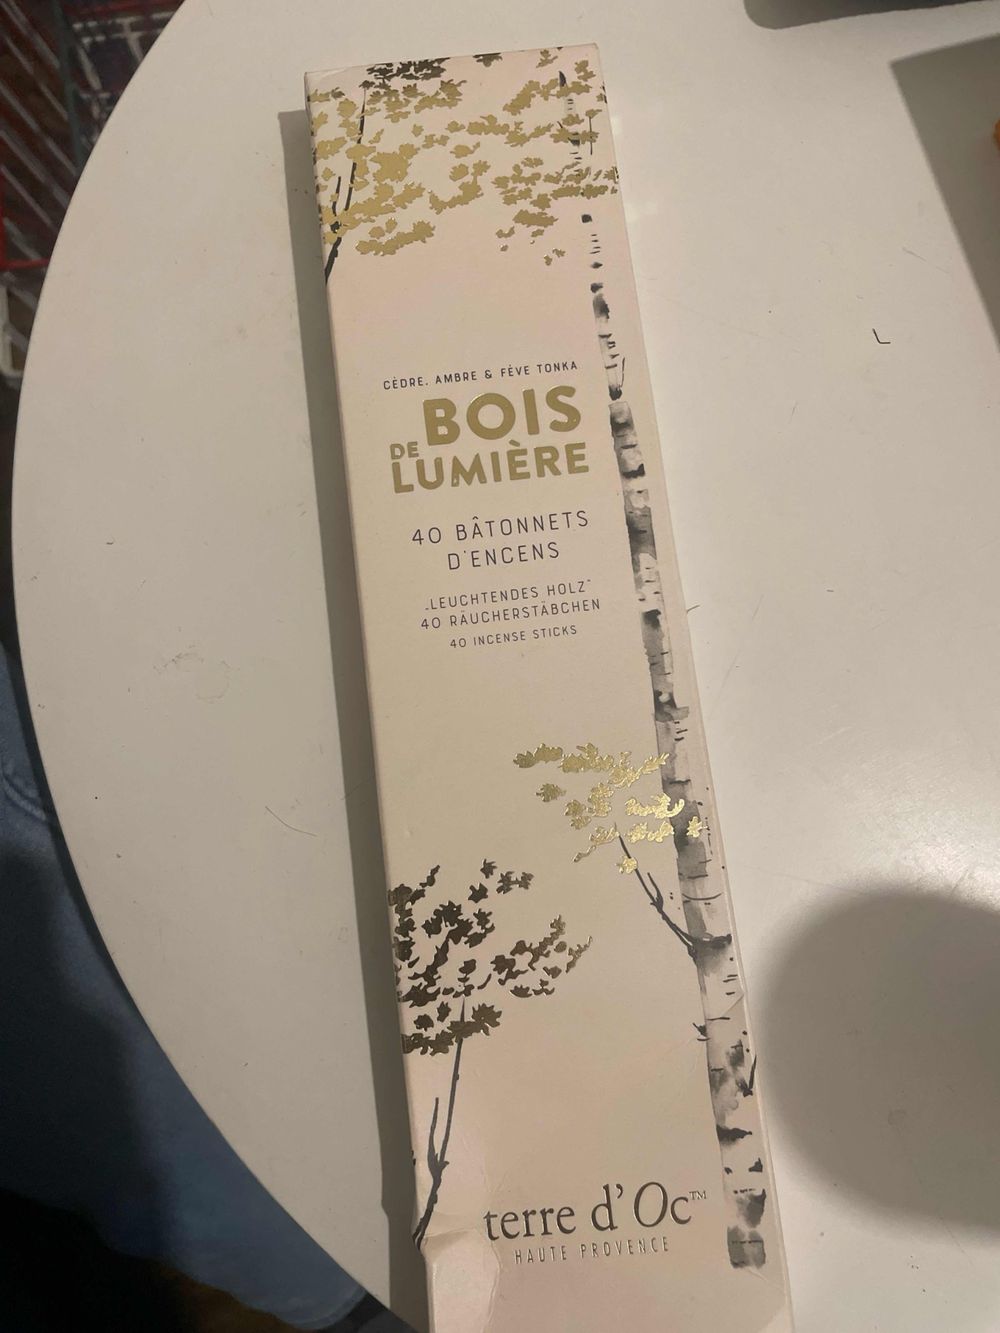 CÈDRE, AMBRE & FÈVE TONKA
BOIS
DE
LUMIÈRE
40 BÂTONNETS
D'ENCENS
„LEUCHTENDES HOLZ"
40 RÄUCHERSTÄBCHEN
40 INCENSE STICKS
terre d'Oc™
HAUTE PROVENCE